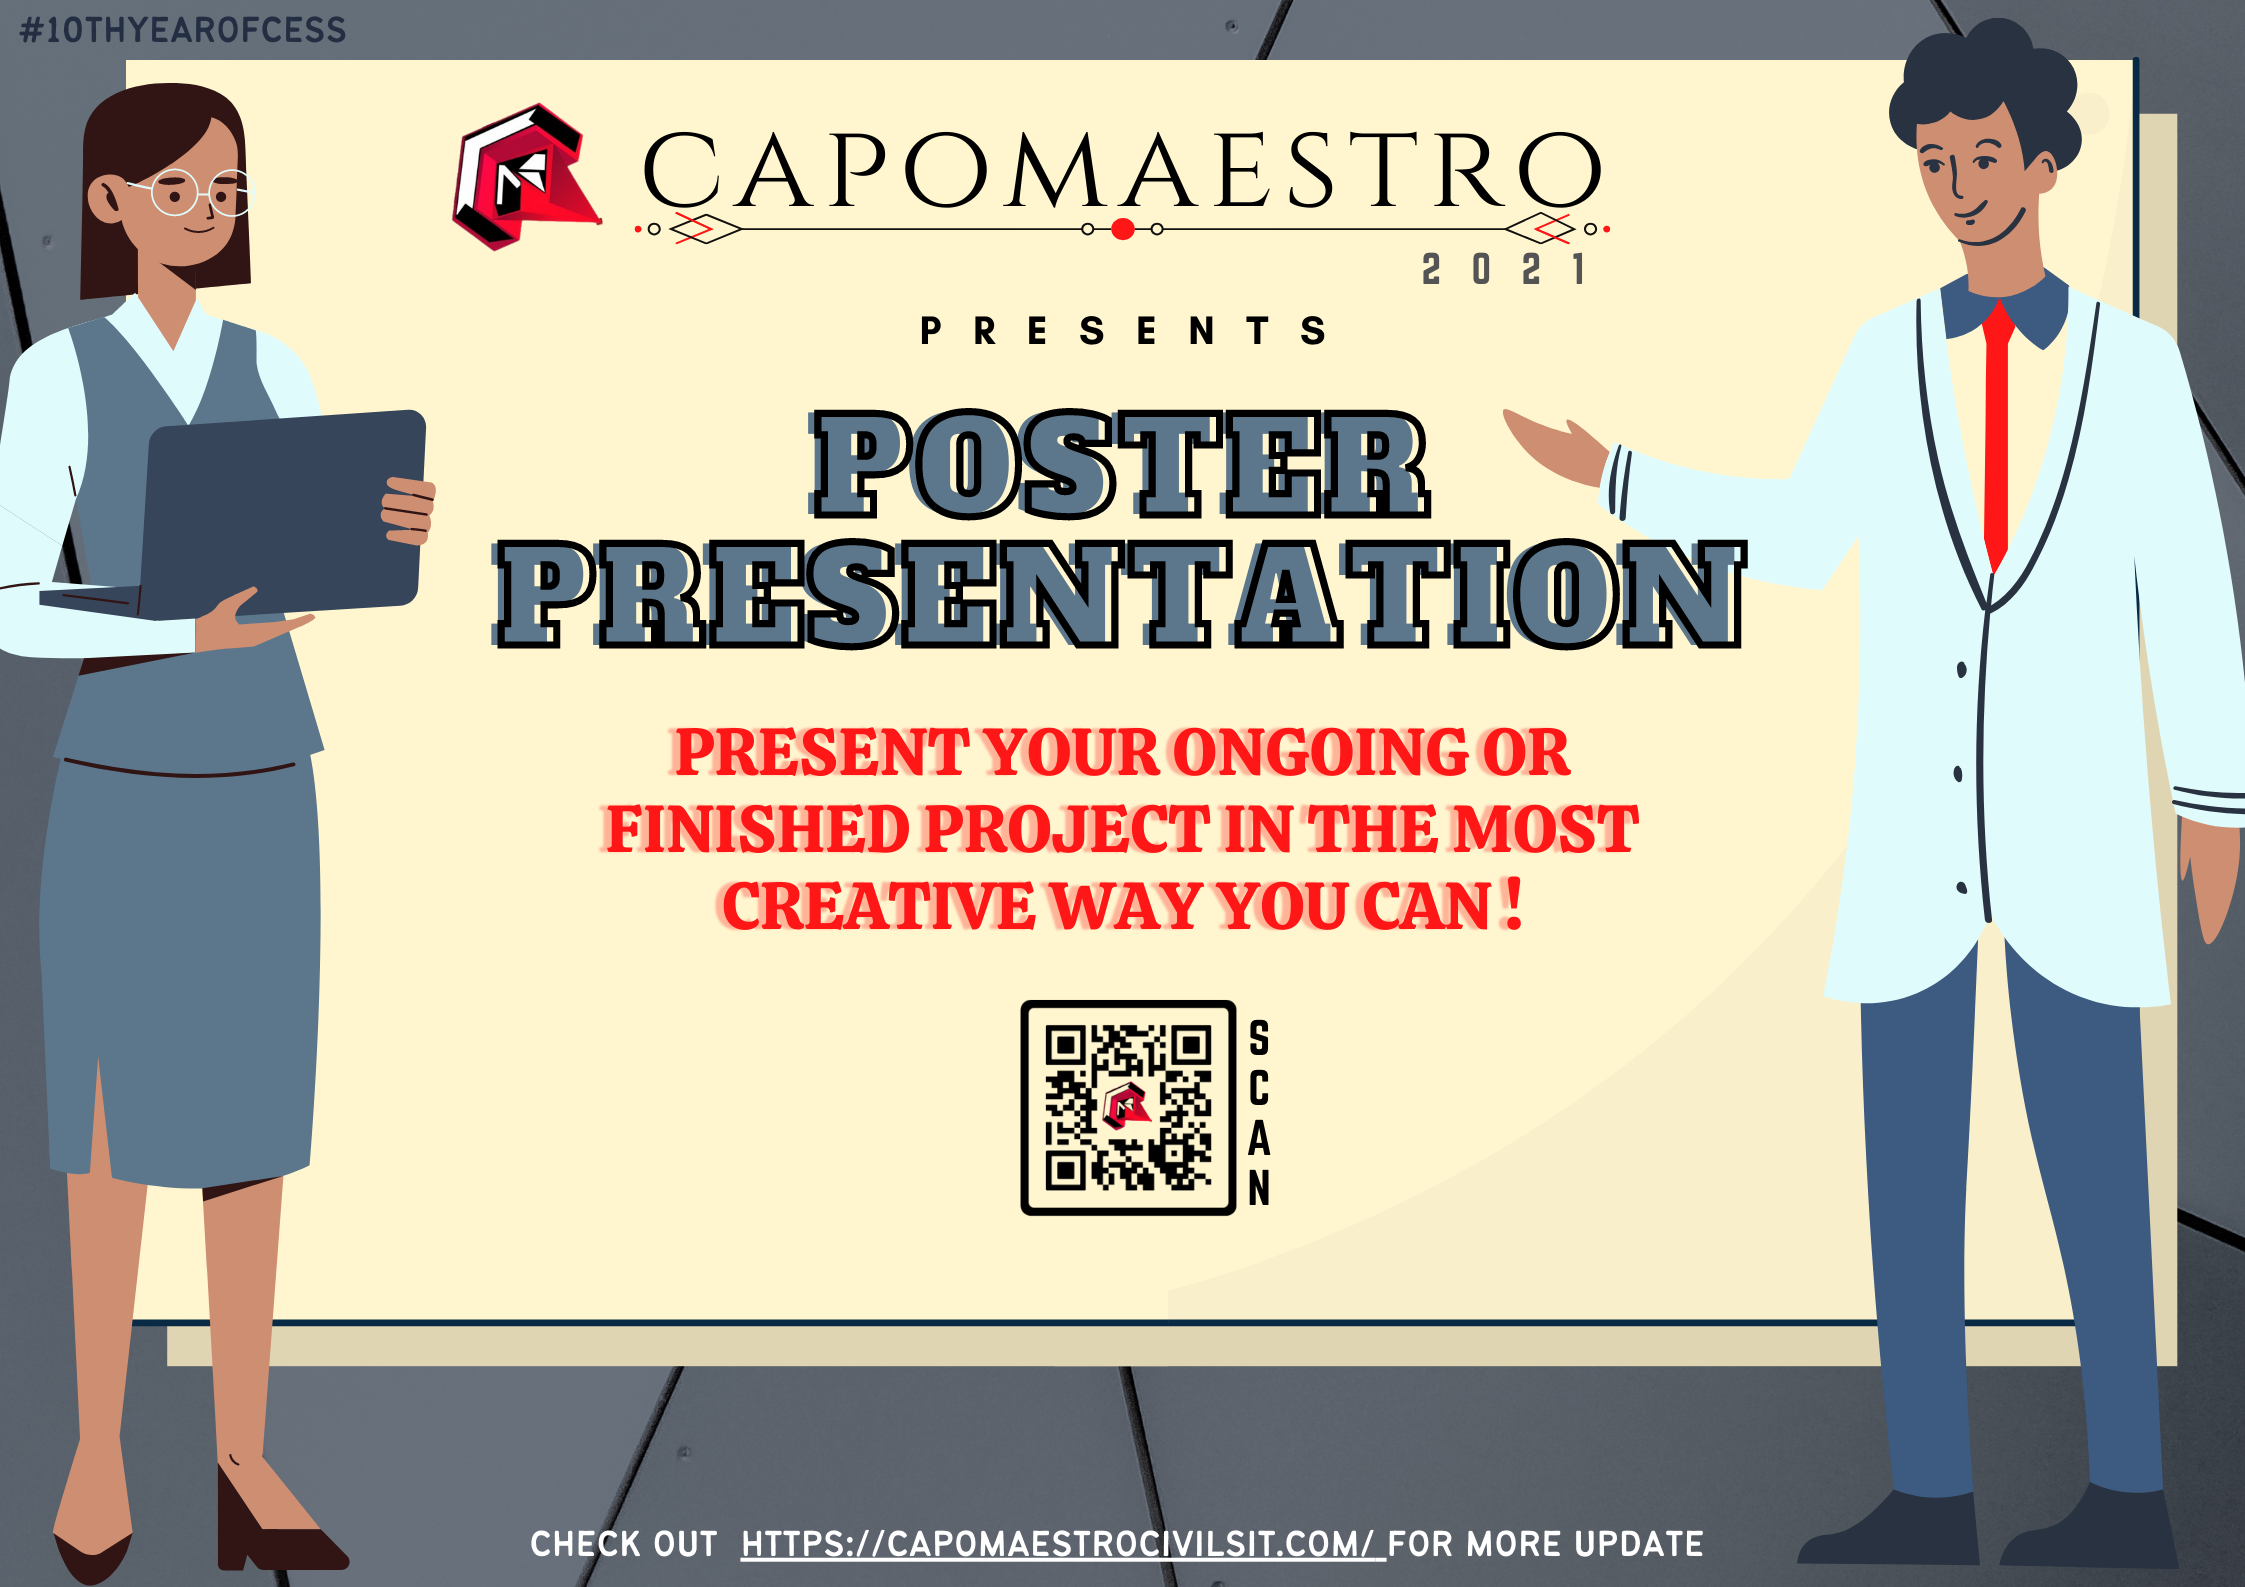 #10THYEAROFCESS
CAPOMAESTRO
2021
PRESENTS
POSTER
PRESENTATION
PRESENT YOUR ONGOING OR
FINISHED PROJECT IN THE MOST
CREATIVE WAY YOU CAN !
SCAN
CHECK OUT HTTPS://CAPOMAESTROCIVILSIT.COM/ FOR MORE UPDATE